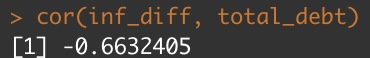 > cor(inf_diff, total_debt)
[1] -0.6632405